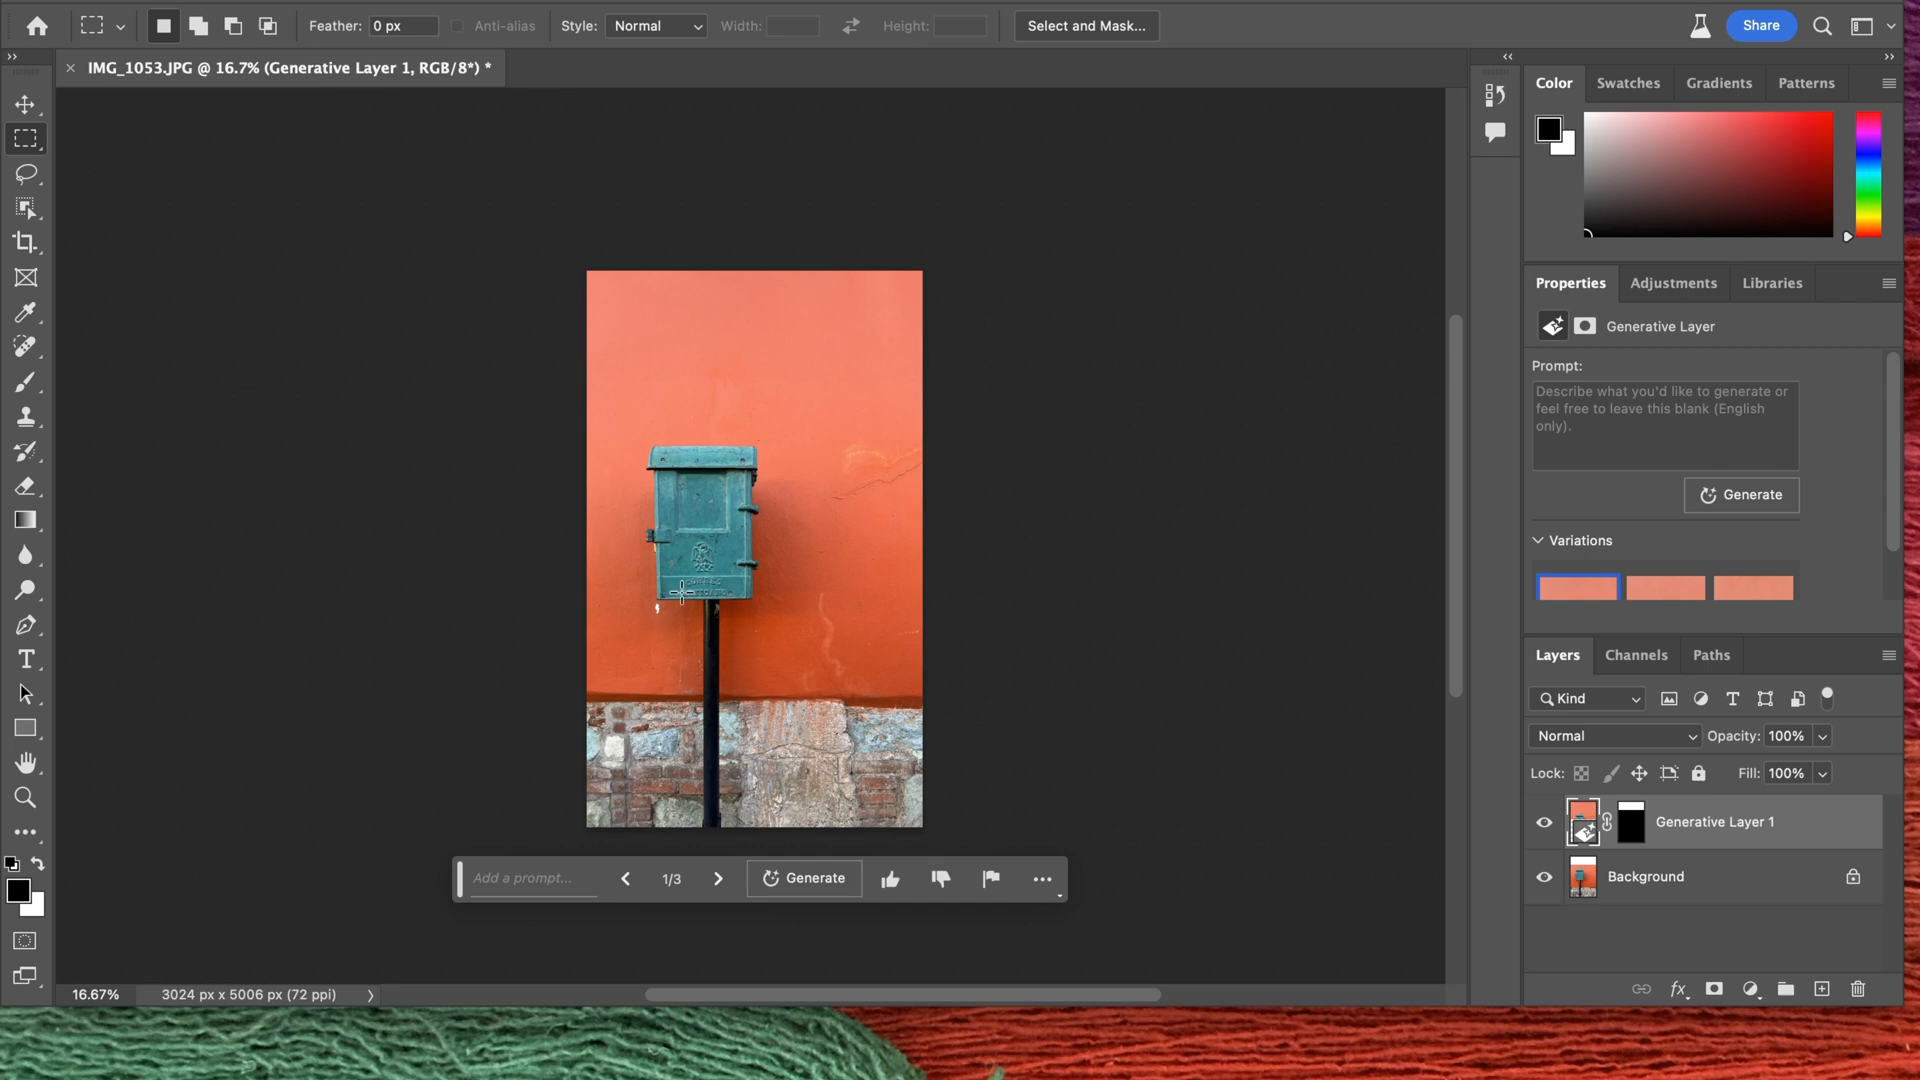 Feather: 0 px Anti-alias Style: Normal Width: Height: Select and Mask... Share
IMG_1053.JPG @ 16.7% (Generative Layer 1, RGB/8*) *
Color Swatches Gradients Patterns
Properties Adjustments Libraries
Generative Layer
Prompt:
Describe what you'd like to generate or
feel free to leave this blank (English
only).
Generate
Variations
Layers Channels Paths
Kind
Normal Opacity: 100%
Lock: Fill: 100%
Generative Layer 1
Background
Add a prompt... 1/3 Generate
16.67% 3024 px x 5006 px (72 ppi)
fx